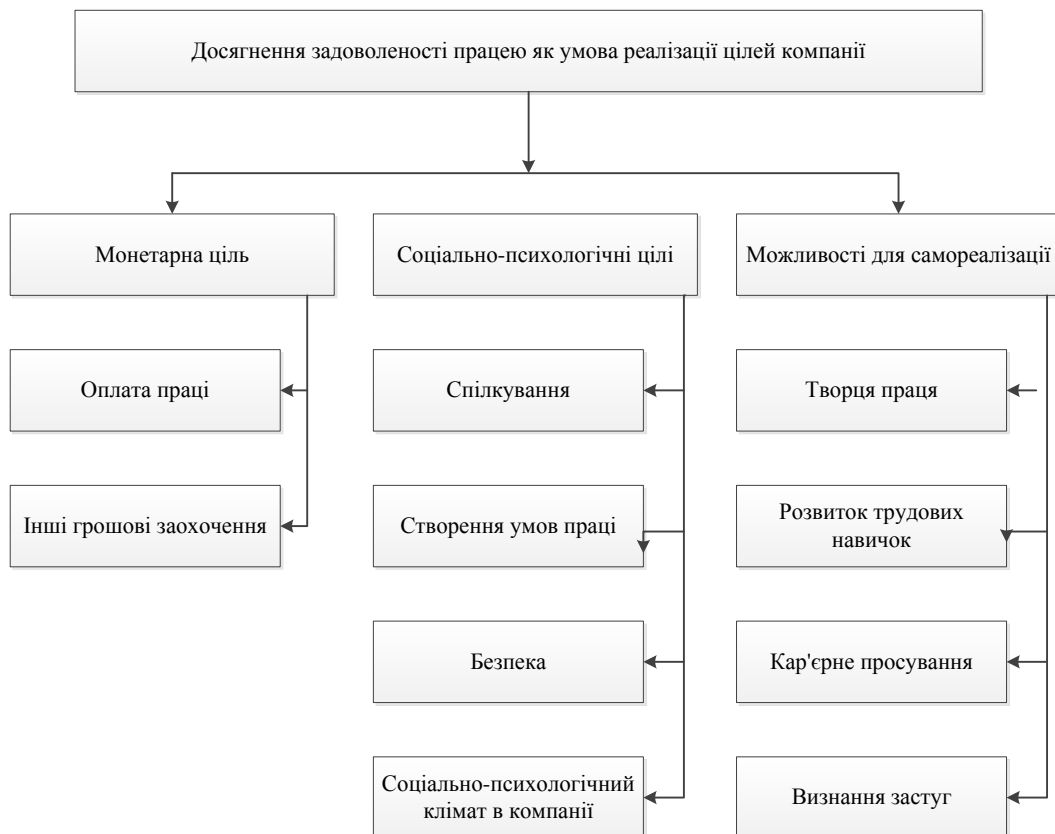 Досягнення задоволеності працею як умова реалізації цілей компанії
Монетарна ціль
Соціально-психологічні цілі
Можливості для самореалізації
Оплата праці
Спілкування
Творця праця
Інші грошові заохочення
Створення умов праці
Розвиток трудових
навичок
Безпека
Кар'єрне просування
Соціально-психологічний
клімат в компанії
Визнання застуг